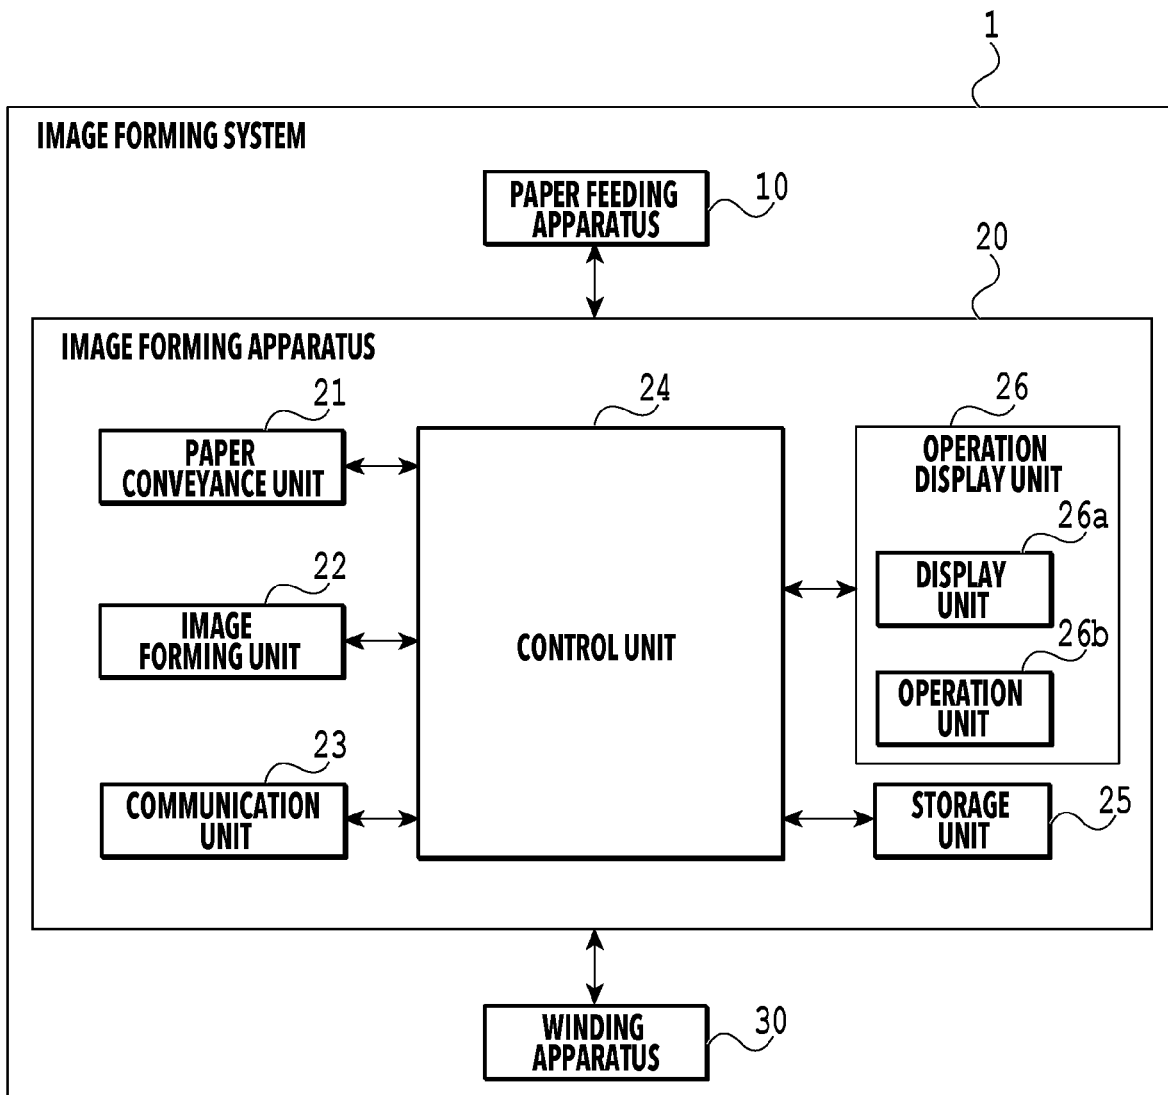 1
IMAGE FORMING SYSTEM
PAPER FEEDING
APPARATUS
10
20
IMAGE FORMING APPARATUS
21
PAPER
CONVEYANCE UNIT
22
IMAGE
FORMING UNIT
23
COMMUNICATION
UNIT
24
CONTROL UNIT
26
OPERATION
DISPLAY UNIT
26a
DISPLAY
UNIT
26b
OPERATION
UNIT
STORAGE
UNIT
25
WINDING
APPARATUS
30